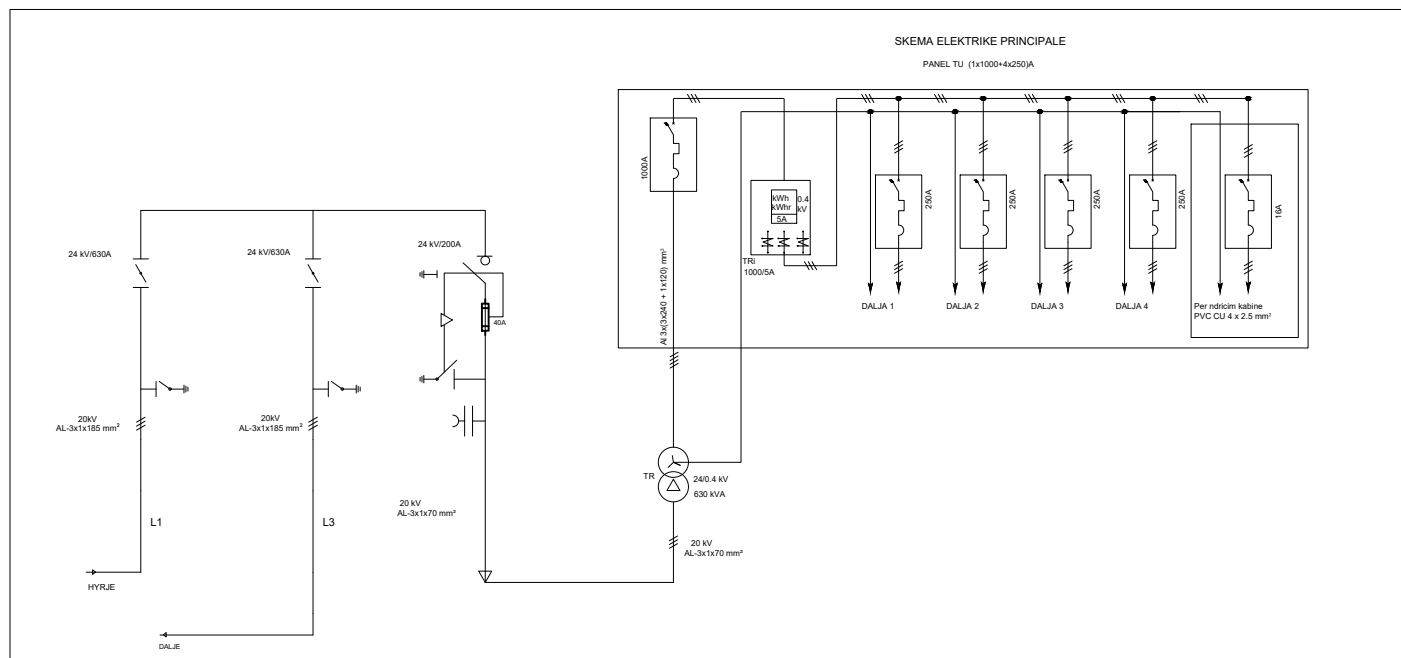 SKEMA ELEKTRIKE PRINCIPALE
PANEL TU (1x1000+4x250)A
1000A
kWh
kWhr
0.4
kV
5A
TRi
1000/5A
250A
250A
250A
250A
16A
DALJA 1
DALJA 2
DALJA 3
DALJA 4
Per ndricim kabine
PVC CU 4 x 2.5 mm²
Al 3x(3x240 + 1x120) mm²
24 kV/630A
24 kV/630A
24 kV/200A
40A
20kV
AL-3x1x185 mm²
20kV
AL-3x1x185 mm²
TR
24/0.4 kV
630 kVA
20 kV
AL-3x1x70 mm²
L1
L3
20 kV
AL-3x1x70 mm²
HYRJE
DALJE